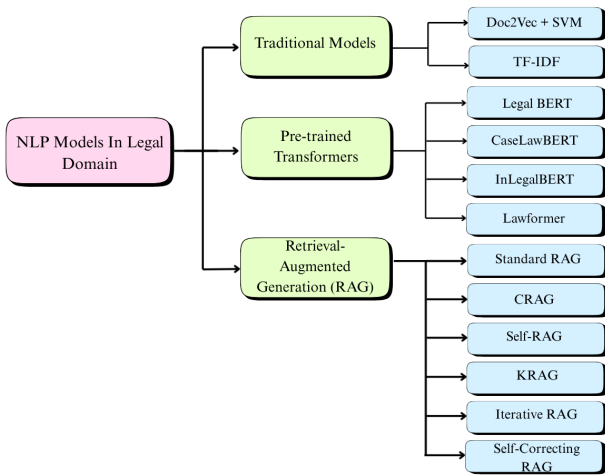 NLP Models In Legal
Domain
Traditional Models
Doc2Vec + SVM
TF-IDF
Pre-trained
Transformers
Legal BERT
CaseLawBERT
InLegalBERT
Lawformer
Retrieval-
Augmented
Generation (RAG)
Standard RAG
CRAG
Self-RAG
KRAG
Iterative RAG
Self-Correcting
RAG